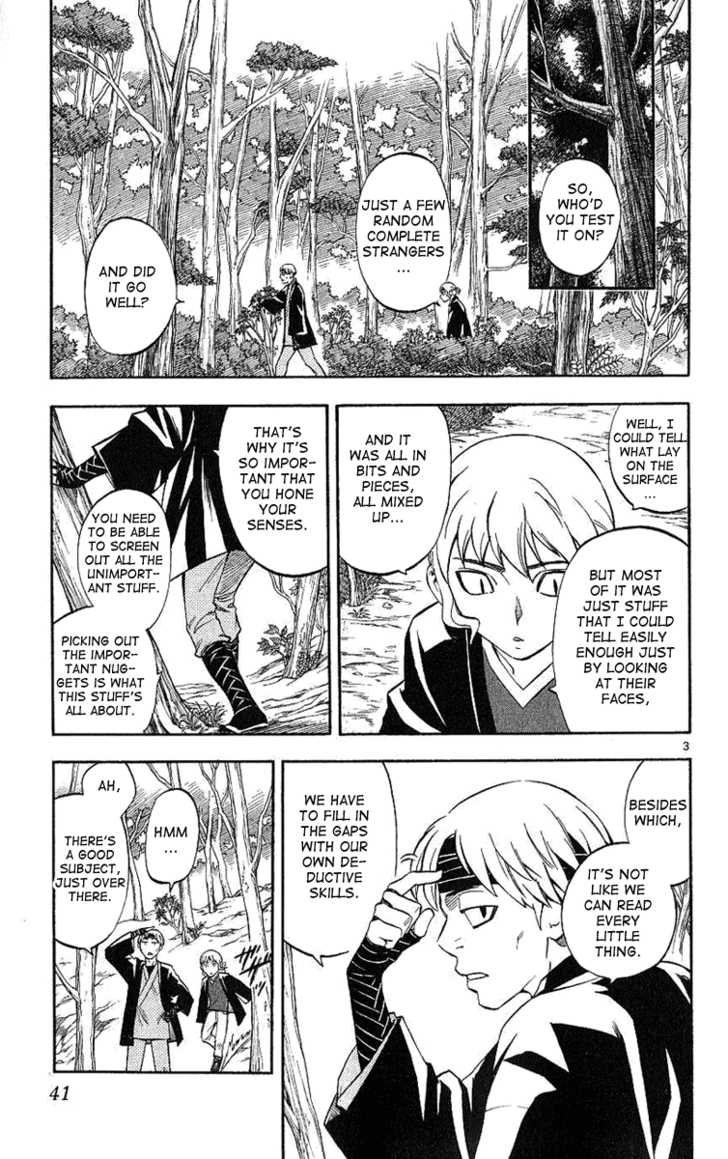 SO,
WHO'D
YOU TEST
IT ON?
JUST A FEW
RANDOM
COMPLETE
STRANGERS
...
AND DID
IT GO
WELL?
WELL, I
COULD TELL
WHAT LAY
ON THE
SURFACE
...
BUT MOST
OF IT WAS
JUST STUFF
THAT I COULD
TELL EASILY
ENOUGH JUST
BY LOOKING
AT THEIR
FACES,
AND IT
WAS ALL IN
BITS AND
PIECES,
ALL MIXED
UP...
THAT'S
WHY IT'S
SO IMPOR-
TANT THAT
YOU HONE
YOUR
SENSES.
YOU NEED
TO BE ABLE
TO SCREEN
OUT ALL THE
UNIMPORT-
ANT STUFF.
PICKING OUT
THE IMPOR-
TANT NUG-
GETS IS WHAT
THIS STUFF'S
ALL ABOUT.
3
BESIDES
WHICH,
IT'S NOT
LIKE WE
CAN READ
EVERY
LITTLE
THING.
WE HAVE
TO FILL IN
THE GAPS
WITH OUR
OWN DE-
DUCTIVE
SKILLS.
HMM
...
AH,
THERE'S
A GOOD
SUBJECT,
JUST OVER
THERE.
41